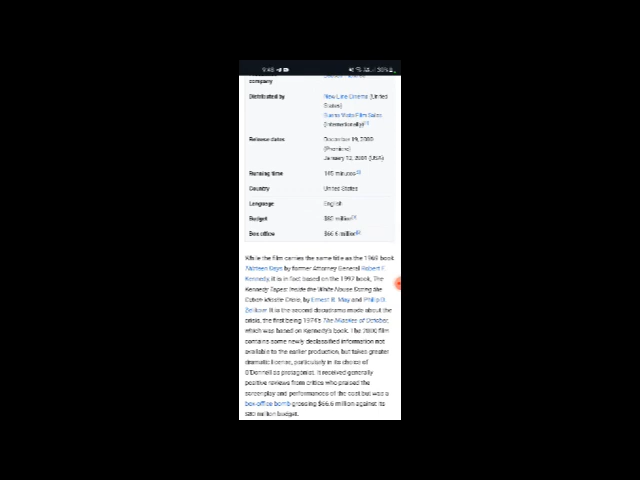 9:48
company
Distributed by New Line Cinema (United
States)
Buena Vista Film Sales
(International)[1]
Release dates December 19, 2000
(Premiere)
January 12, 2001 (USA)
Running time 145 minutes
Country United States
Language English
Budget $80 million
Box office $66.6 million
While the film carries the same title as the 1969 book
Thirteen Days by former Attorney General Robert F.
Kennedy, it is in fact based on the 1997 book, The
Kennedy Tapes: Inside the White House During the
Cuban Missile Crisis, by Ernest R. May and Philip D.
Zelikow. It is the second docudrama made about the
crisis, the first being 1974's The Missiles of October,
which was based on Kennedy's book. The 2000 film
contains some newly declassified information not
available to the earlier production, but takes greater
dramatic license, particularly in its choice of
O'Donnell as protagonist. It received generally
positive reviews from critics who praised the
screenplay and performances of the cast but was a
box-office bomb grossing $66.6 million against its
$80 million budget.